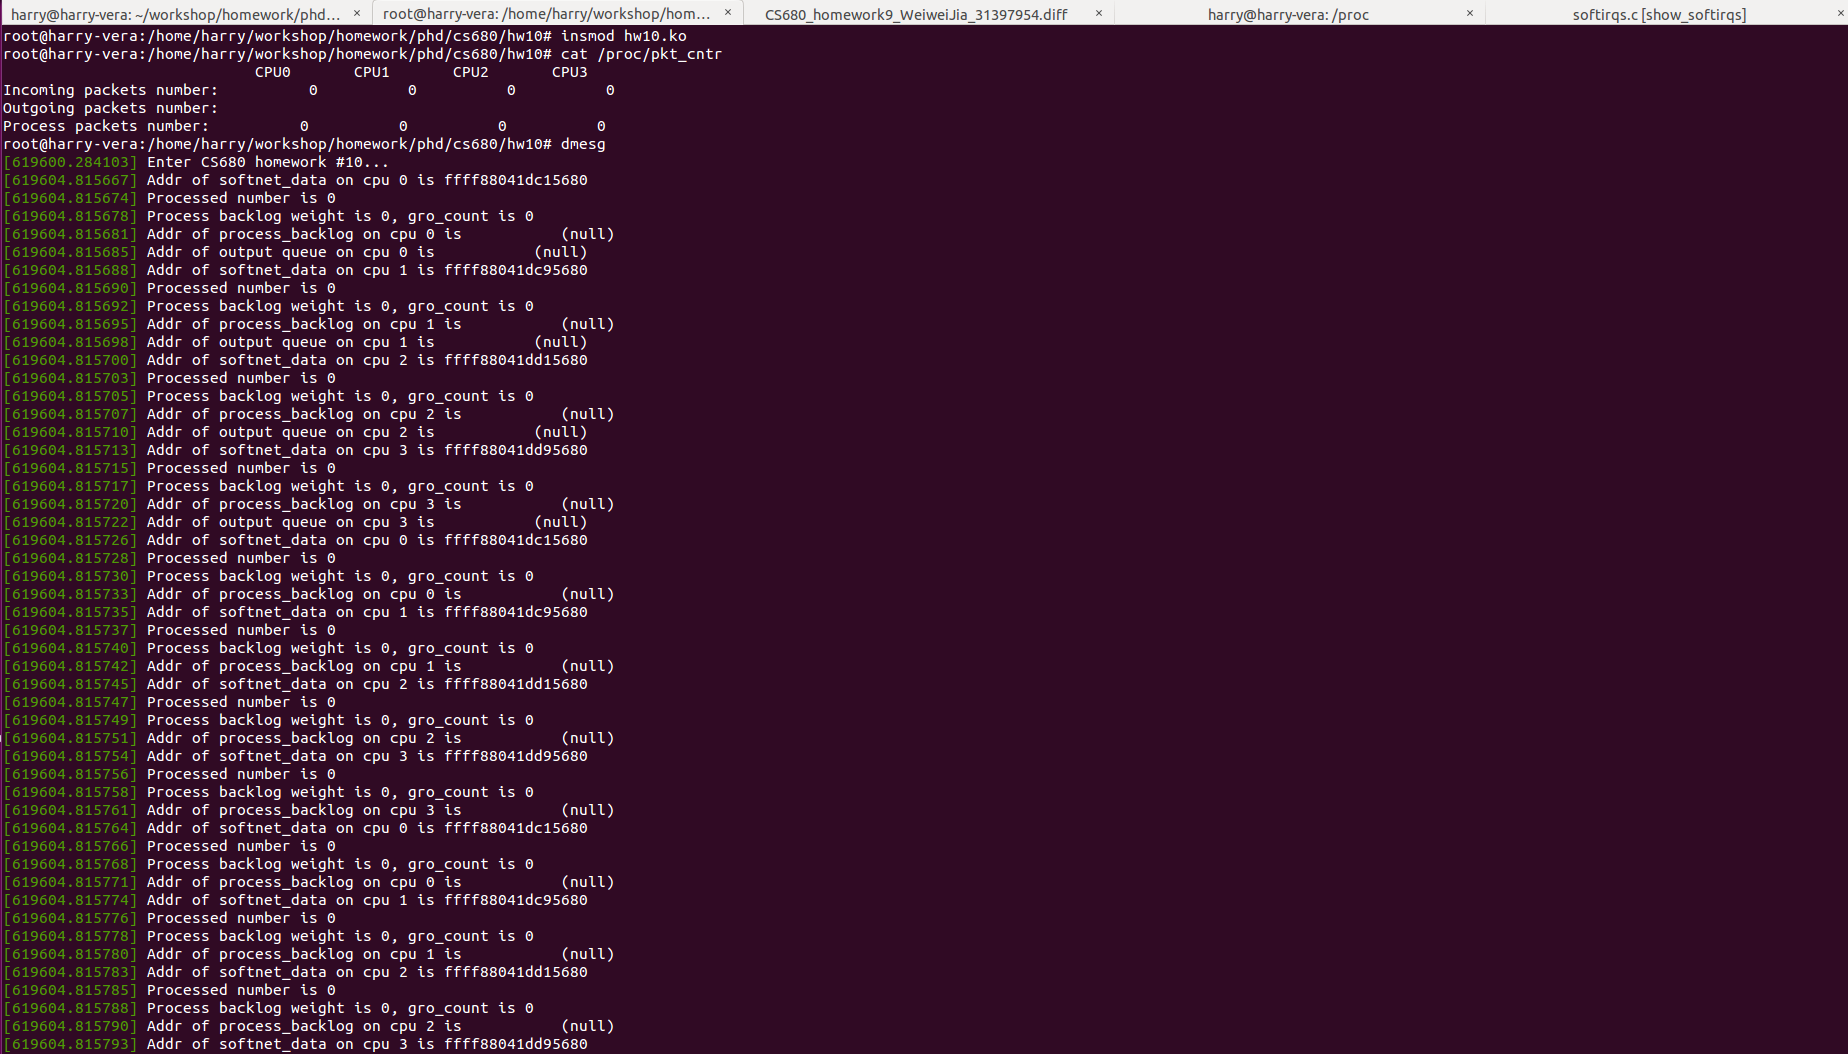 harry@harry-vera: ~/workshop/homework/phd... × root@harry-vera: /home/harry/workshop/hom... × CS680_homework9_WeiweiJia_31397954.diff × harry@harry-vera: /proc × softirqs.c [show_softirqs] ×
root@harry-vera:/home/harry/workshop/homework/phd/cs680/hw10# insmod hw10.ko
root@harry-vera:/home/harry/workshop/homework/phd/cs680/hw10# cat /proc/pkt_cntr
CPU0 CPU1 CPU2 CPU3
Incoming packets number: 0 0 0 0
Outgoing packets number:
Process packets number: 0 0 0 0
root@harry-vera:/home/harry/workshop/homework/phd/cs680/hw10# dmesg
[619600.284103] Enter CS680 homework #10...
[619604.815667] Addr of softnet_data on cpu 0 is ffff88041dc15680
[619604.815674] Processed number is 0
[619604.815678] Process backlog weight is 0, gro_count is 0
[619604.815681] Addr of process_backlog on cpu 0 is (null)
[619604.815685] Addr of output queue on cpu 0 is (null)
[619604.815688] Addr of softnet_data on cpu 1 is ffff88041dc95680
[619604.815690] Processed number is 0
[619604.815692] Process backlog weight is 0, gro_count is 0
[619604.815695] Addr of process_backlog on cpu 1 is (null)
[619604.815698] Addr of output queue on cpu 1 is (null)
[619604.815700] Addr of softnet_data on cpu 2 is ffff88041dd15680
[619604.815703] Processed number is 0
[619604.815705] Process backlog weight is 0, gro_count is 0
[619604.815707] Addr of process_backlog on cpu 2 is (null)
[619604.815710] Addr of output queue on cpu 2 is (null)
[619604.815713] Addr of softnet_data on cpu 3 is ffff88041dd95680
[619604.815715] Processed number is 0
[619604.815717] Process backlog weight is 0, gro_count is 0
[619604.815720] Addr of process_backlog on cpu 3 is (null)
[619604.815722] Addr of output queue on cpu 3 is (null)
[619604.815726] Addr of softnet_data on cpu 0 is ffff88041dc15680
[619604.815728] Processed number is 0
[619604.815730] Process backlog weight is 0, gro_count is 0
[619604.815733] Addr of process_backlog on cpu 0 is (null)
[619604.815735] Addr of softnet_data on cpu 1 is ffff88041dc95680
[619604.815737] Processed number is 0
[619604.815740] Process backlog weight is 0, gro_count is 0
[619604.815742] Addr of process_backlog on cpu 1 is (null)
[619604.815745] Addr of softnet_data on cpu 2 is ffff88041dd15680
[619604.815747] Processed number is 0
[619604.815749] Process backlog weight is 0, gro_count is 0
[619604.815751] Addr of process_backlog on cpu 2 is (null)
[619604.815754] Addr of softnet_data on cpu 3 is ffff88041dd95680
[619604.815756] Processed number is 0
[619604.815758] Process backlog weight is 0, gro_count is 0
[619604.815761] Addr of process_backlog on cpu 3 is (null)
[619604.815764] Addr of softnet_data on cpu 0 is ffff88041dc15680
[619604.815766] Processed number is 0
[619604.815768] Process backlog weight is 0, gro_count is 0
[619604.815771] Addr of process_backlog on cpu 0 is (null)
[619604.815774] Addr of softnet_data on cpu 1 is ffff88041dc95680
[619604.815776] Processed number is 0
[619604.815778] Process backlog weight is 0, gro_count is 0
[619604.815780] Addr of process_backlog on cpu 1 is (null)
[619604.815783] Addr of softnet_data on cpu 2 is ffff88041dd15680
[619604.815785] Processed number is 0
[619604.815788] Process backlog weight is 0, gro_count is 0
[619604.815790] Addr of process_backlog on cpu 2 is (null)
[619604.815793] Addr of softnet_data on cpu 3 is ffff88041dd95680